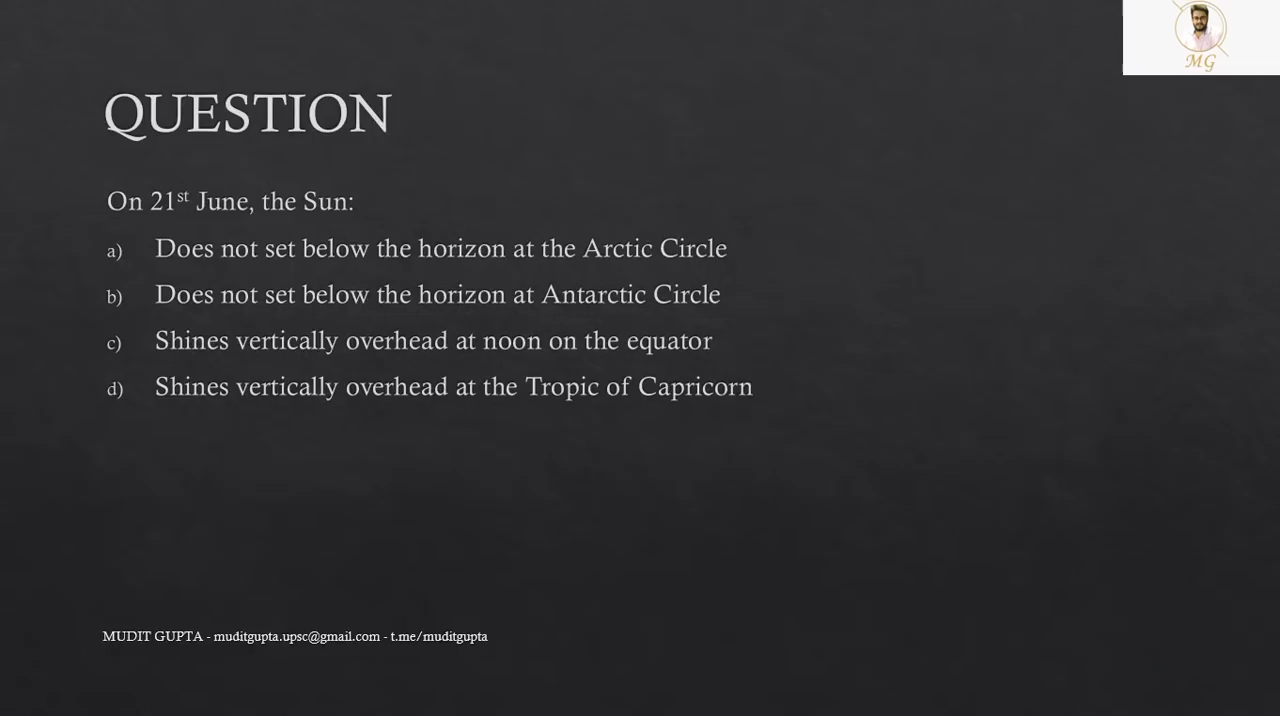 MG
QUESTION
On 21st June, the Sun:
a) Does not set below the horizon at the Arctic Circle
b) Does not set below the horizon at Antarctic Circle
c) Shines vertically overhead at noon on the equator
d) Shines vertically overhead at the Tropic of Capricorn
MUDIT GUPTA - muditgupta.upsc@gmail.com - t.me/muditgupta